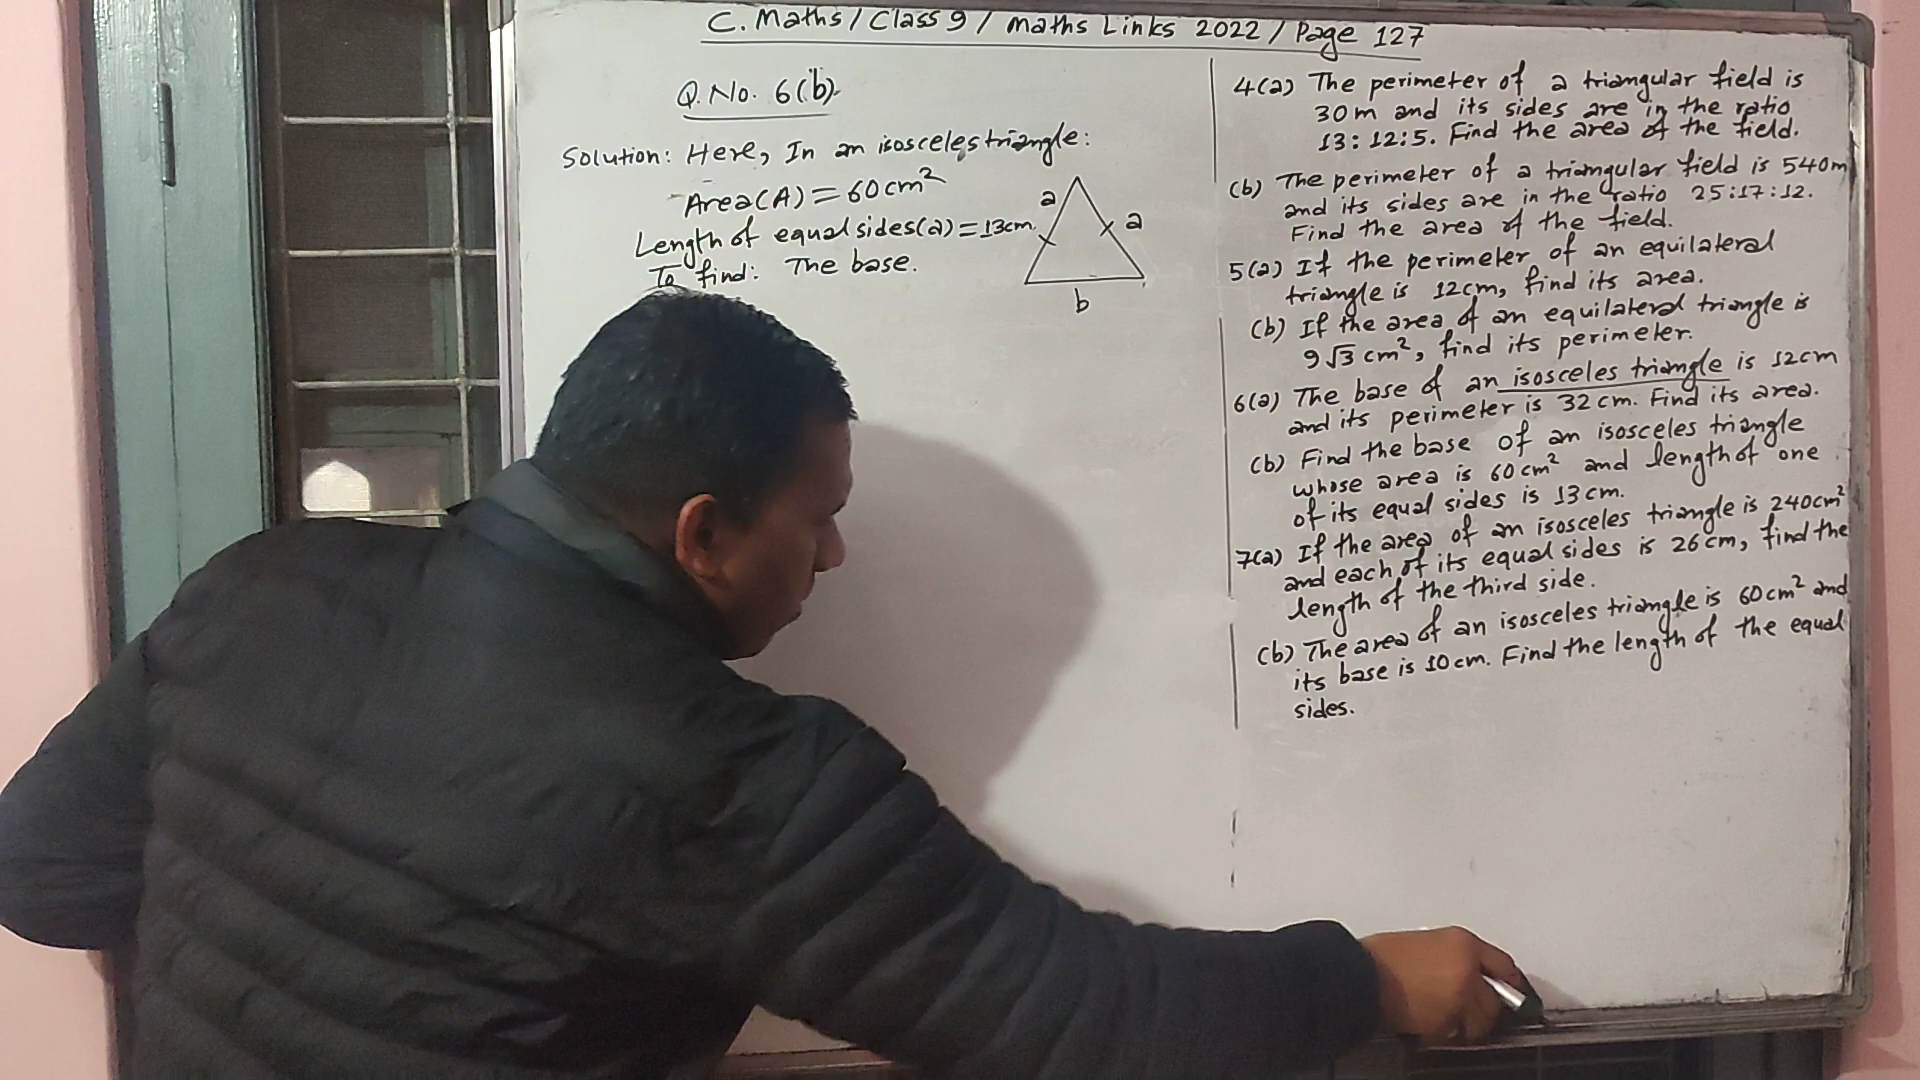 C. Maths / Class 9 / Maths Links 2022 / Page 127
Q. No. 6(b).
Solution: Here, In an isosceles triangle:
Area(A) = 60cm²
Length of equal sides(a) = 13cm.
To find: The base.
a
a
b
4(a) The perimeter of a triangular field is
30m and its sides are in the ratio
13:12:5. Find the area of the field.
(b) The perimeter of a triangular field is 540m
and its sides are in the ratio 25:17:12.
Find the area of the field.
5(a) If the perimeter of an equilateral
triangle is 12cm, find its area.
(b) If the area of an equilateral triangle is
9√3 cm², find its perimeter.
6(a) The base of an isosceles triangle is 12cm
and its perimeter is 32cm. Find its area.
(b) Find the base of an isosceles triangle
whose area is 60cm² and length of one
of its equal sides is 13cm.
7(a) If the area of an isosceles triangle is 240cm²
and each of its equal sides is 26cm, find the
length of the third side.
(b) The area of an isosceles triangle is 60cm² and
its base is 10cm. Find the length of the equal
sides.